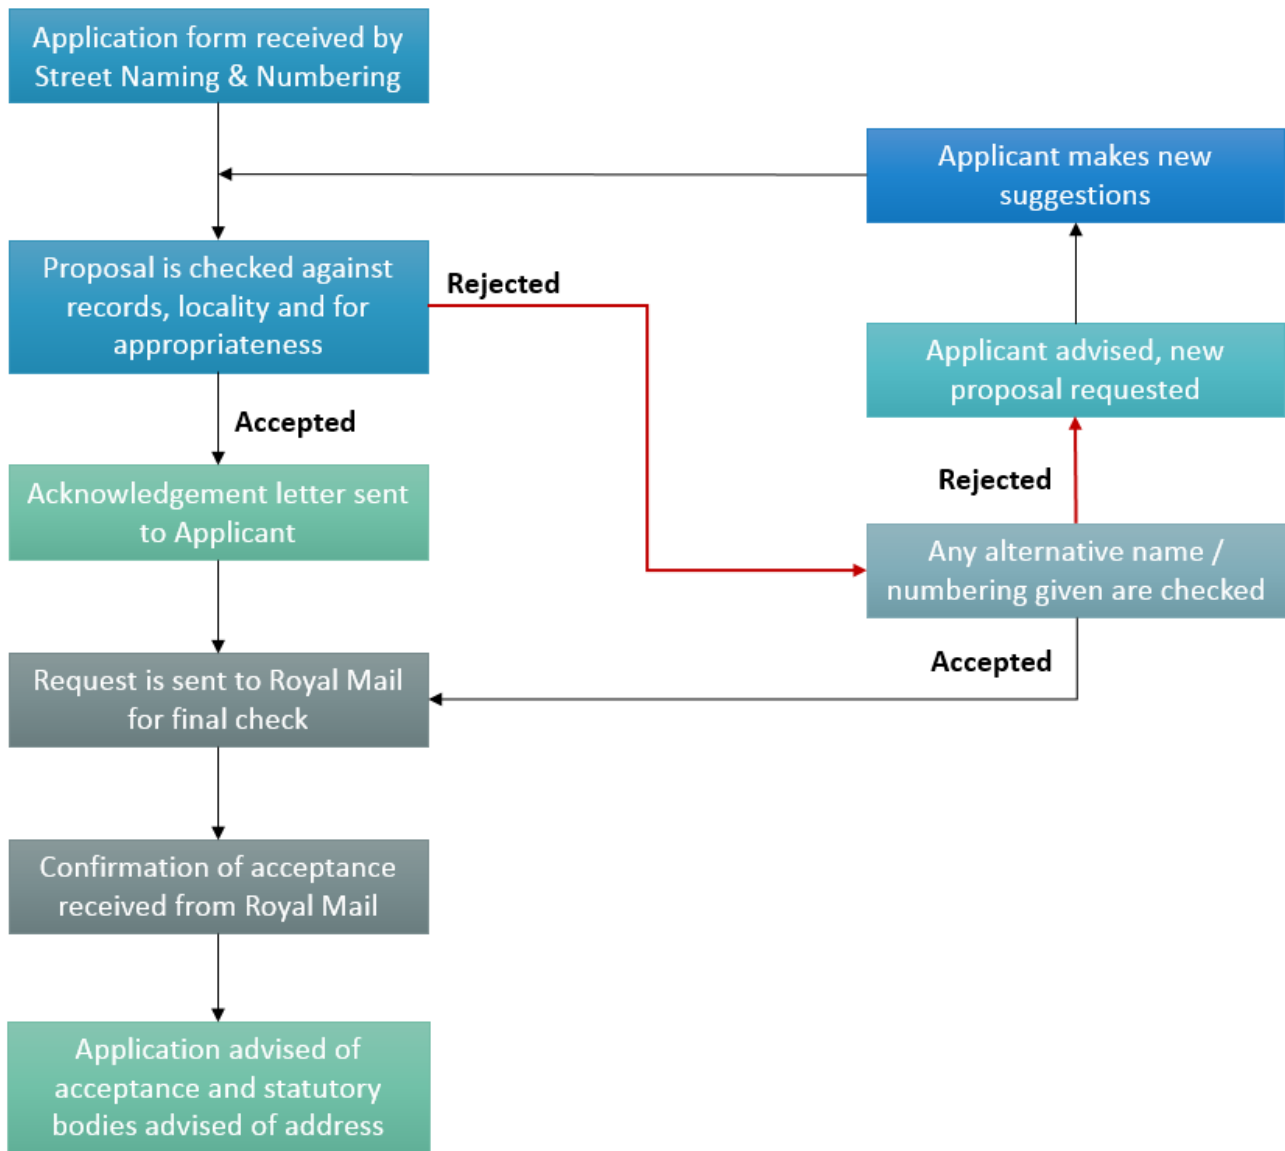 Application form received by
Street Naming & Numbering
Applicant makes new
suggestions
Proposal is checked against
records, locality and for
appropriateness
Rejected
Applicant advised, new
proposal requested
Accepted
Rejected
Acknowledgement letter sent
to Applicant
Any alternative name /
numbering given are checked
Accepted
Request is sent to Royal Mail
for final check
Confirmation of acceptance
received from Royal Mail
Application advised of
acceptance and statutory
bodies advised of address